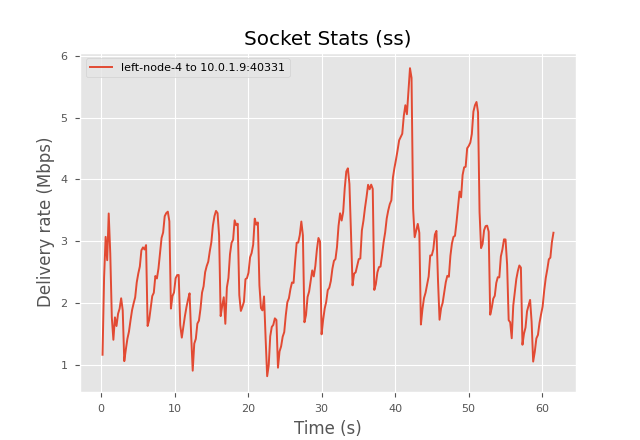 Socket Stats (ss)
left-node-4 to 10.0.1.9:40331
Delivery rate (Mbps)
6
5
4
3
2
1
0 10 20 30 40 50 60
Time (s)